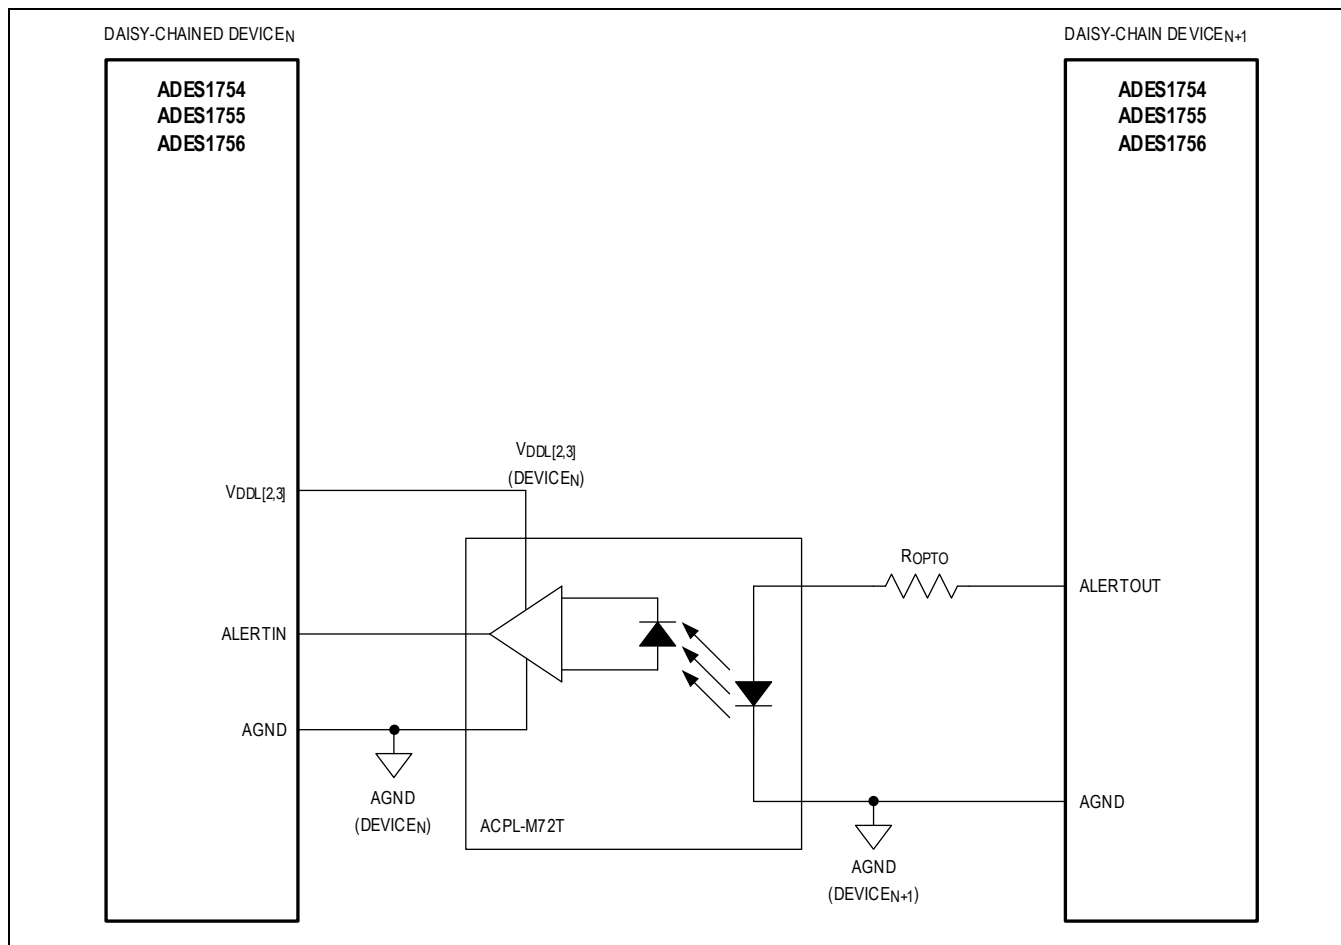 DAISY-CHAINED DEVICEN
DAISY-CHAIN DEVICEN+1
ADES1754
ADES1755
ADES1756
ADES1754
ADES1755
ADES1756
VDDL[2,3]
(DEVICEN)
VDDL[2,3]
ROPTO
ALERTOUT
ALERTIN
AGND
AGND
(DEVICEN)
ACPL-M72T
AGND
AGND
(DEVICEN+1)